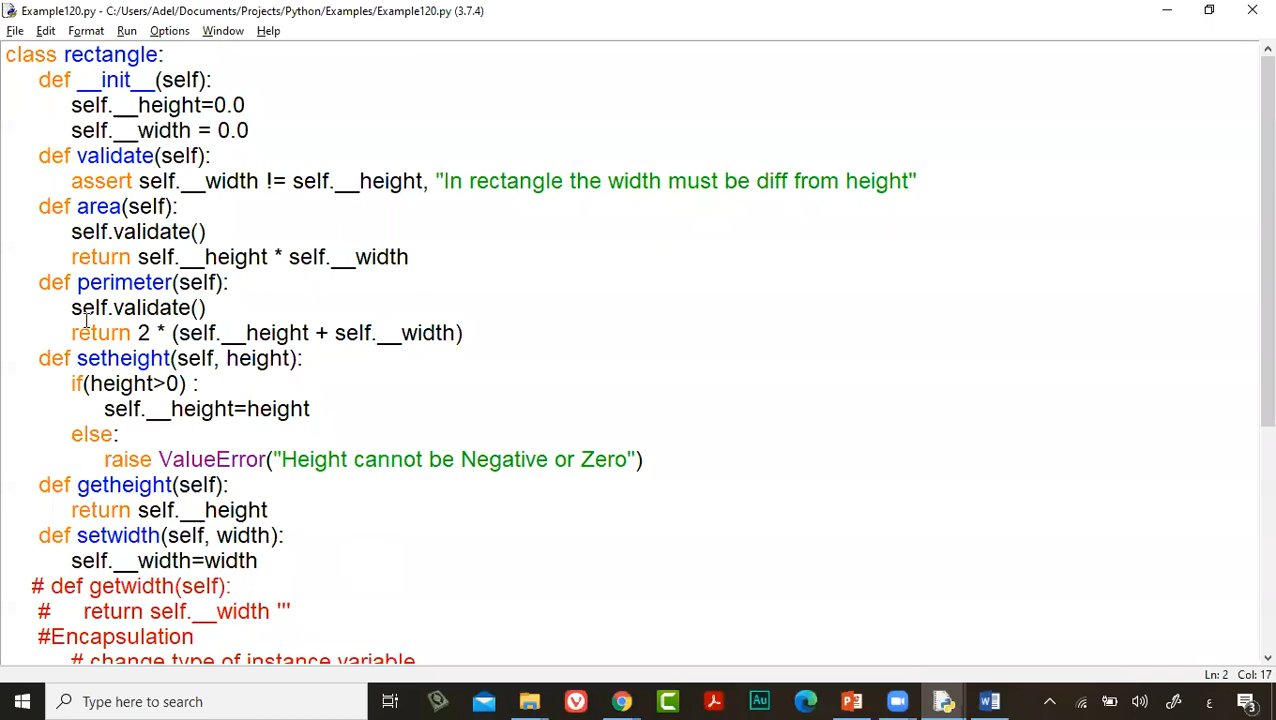 Example120.py - C:/Users/Adel/Documents/Projects/Python/Examples/Example120.py (3.7.4)
File Edit Format Run Options Window Help
class rectangle:
def __init__(self):
self.__height=0.0
self.__width = 0.0
def validate(self):
assert self.__width != self.__height, "In rectangle the width must be diff from height"
def area(self):
self.validate()
return self.__height * self.__width
def perimeter(self):
self.validate()
return 2 * (self.__height + self.__width)
def setheight(self, height):
if(height>0) :
self.__height=height
else:
raise ValueError("Height cannot be Negative or Zero")
def getheight(self):
return self.__height
def setwidth(self, width):
self.__width=width
# def getwidth(self):
# return self.__width '''
#Encapsulation
# change type of instance variable
Ln: 2 Col: 17
Type here to search
ع
3